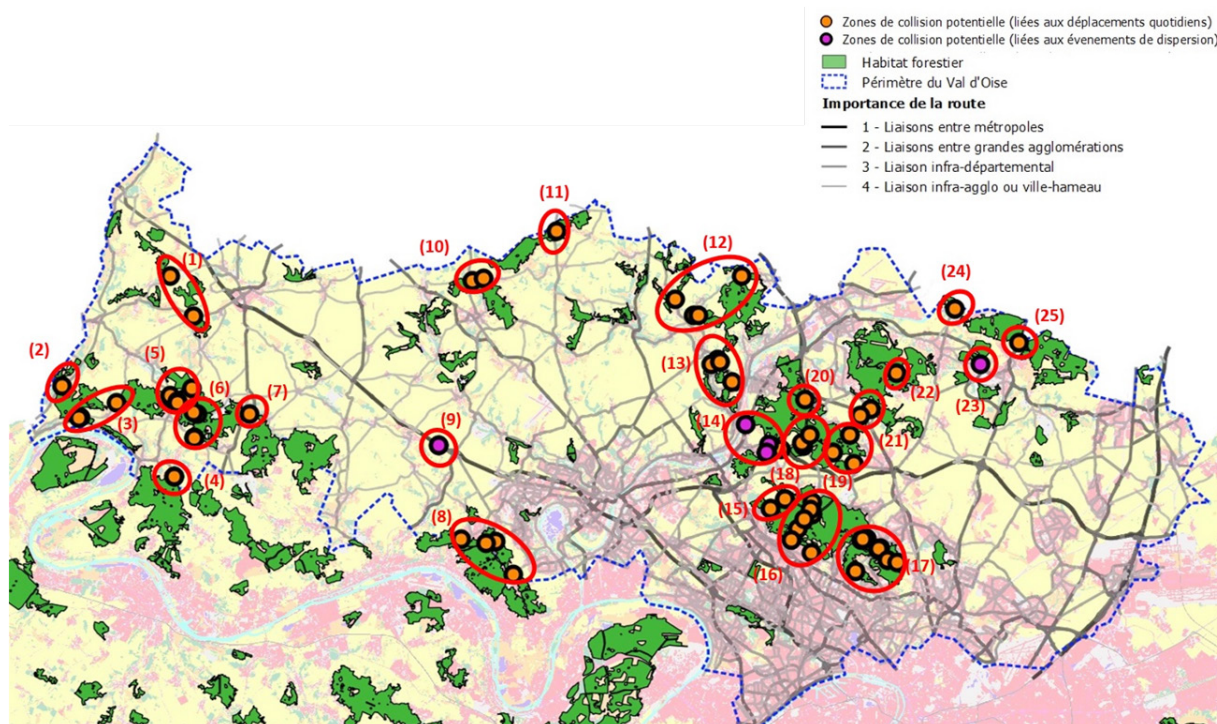 Zones de collision potentielle (liées aux déplacements quotidiens)
Zones de collision potentielle (liées aux évenements de dispersion)
Habitat forestier
Périmètre du Val d'Oise
Importance de la route
1 - Liaisons entre métropoles
2 - Liaisons entre grandes agglomérations
3 - Liaison infra-départemental
4 - Liaison infra-agglo ou ville-hameau
(11)
(10)
(12)
(1)
(24)
(25)
(2)
(5)
(13)
(20)
(6)
(7)
(22)
(23)
(3)
(9)
(14)
(21)
(4)
(18)
(19)
(15)
(8)
(16)
(17)